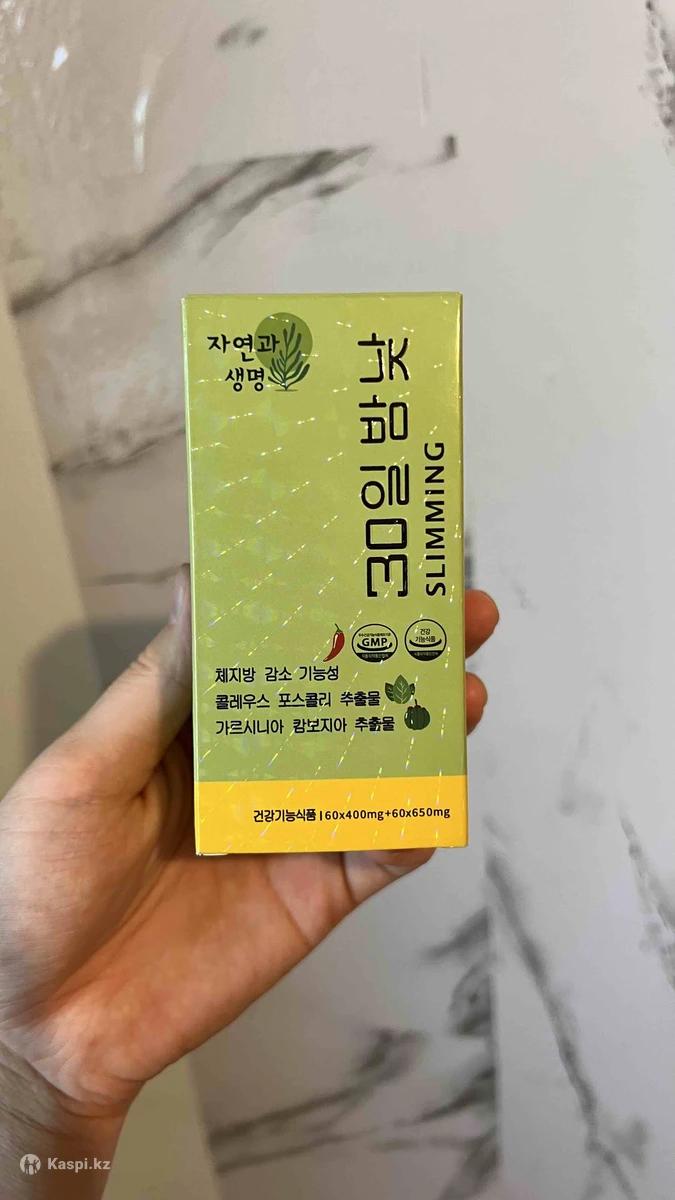 자연과
생명
30일 밤낮
SLIMMING
GMP
건강
기능식품
체지방 감소 기능성
콜레우스 포스콜리 추출물
가르시니아 캄보지아 추출물
건강기능식품 | 60x400mg+60x650mg
Kaspi.kz